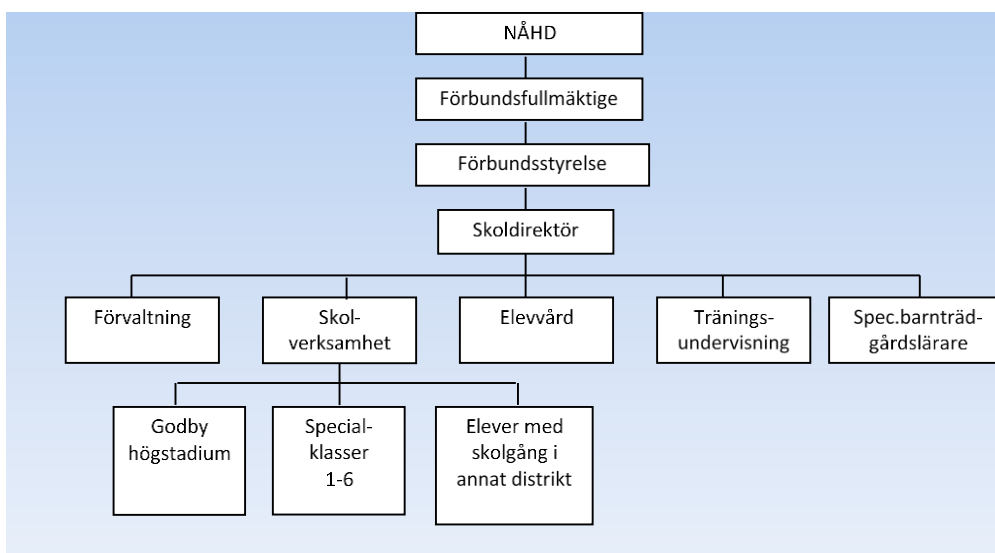 NÅHD
Förbundsfullmäktige
Förbundsstyrelse
Skoldirektör
Förvaltning
Skol-
verksamhet
Elevvård
Tränings-
undervisning
Spec.barnträd-
gårdslärare
Godby
högstadium
Special-
klasser
1-6
Elever med
skolgång i
annat distrikt